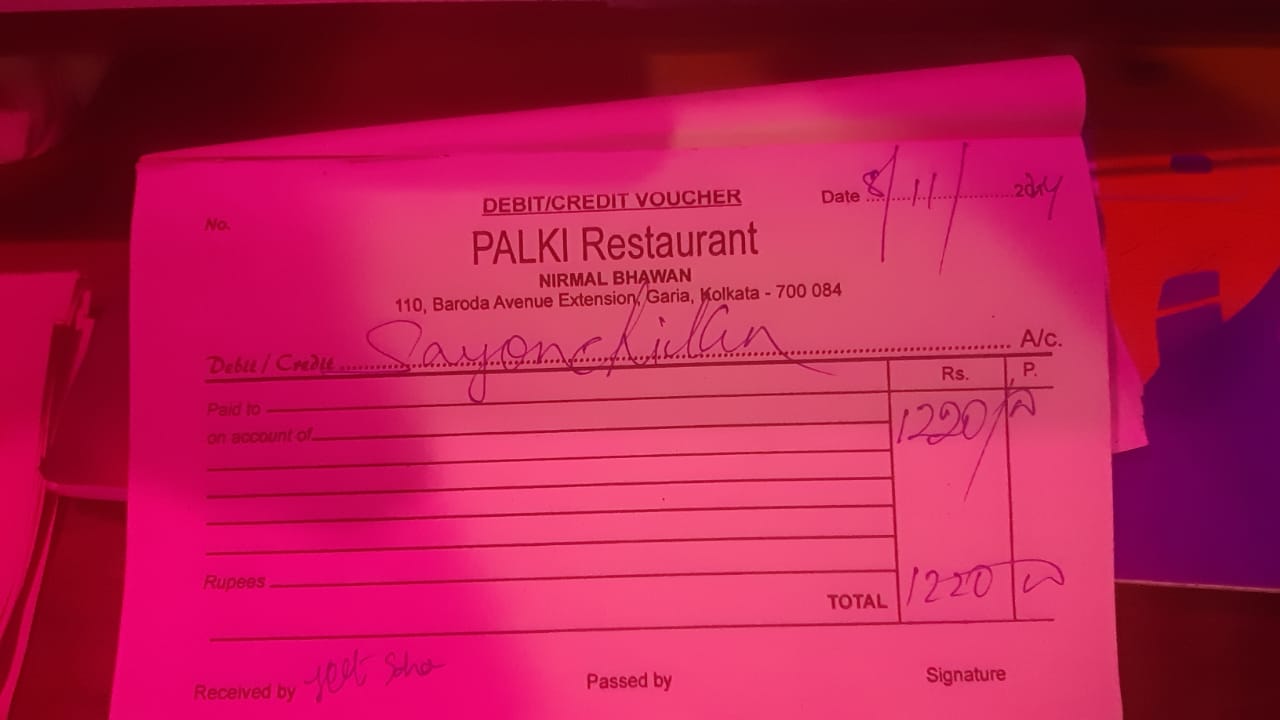 DEBIT/CREDIT VOUCHER
No.
Date 8/11/2024
PALKI Restaurant
NIRMAL BHAWAN
110, Baroda Avenue Extension, Garia, Kolkata - 700 084
Debit / Credit Sayon A/c.
Rs. P.
Paid to 1220/
on account of
Rupees
TOTAL 1220
Received by Jeet Saha
Passed by
Signature